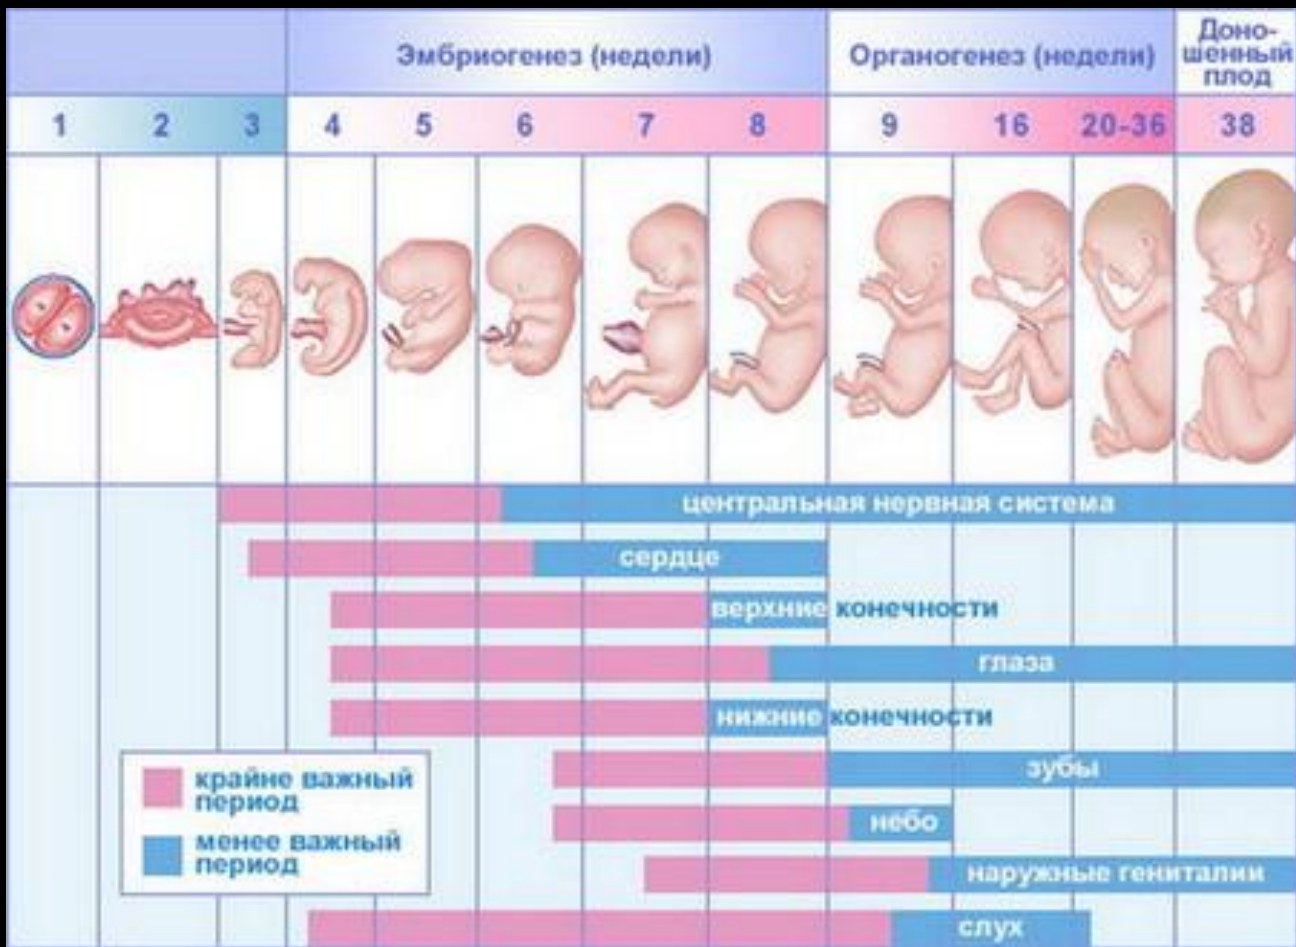 Эмбриогенез (недели)
Органогенез (недели)
Доно-
шенный
плод
1 2 3 4 5 6 7 8 9 16 20-36 38
центральная нервная система
сердце
верхние конечности
глаза
нижние конечности
зубы
небо
наружные гениталии
слух
крайне важный
период
менее важный
период